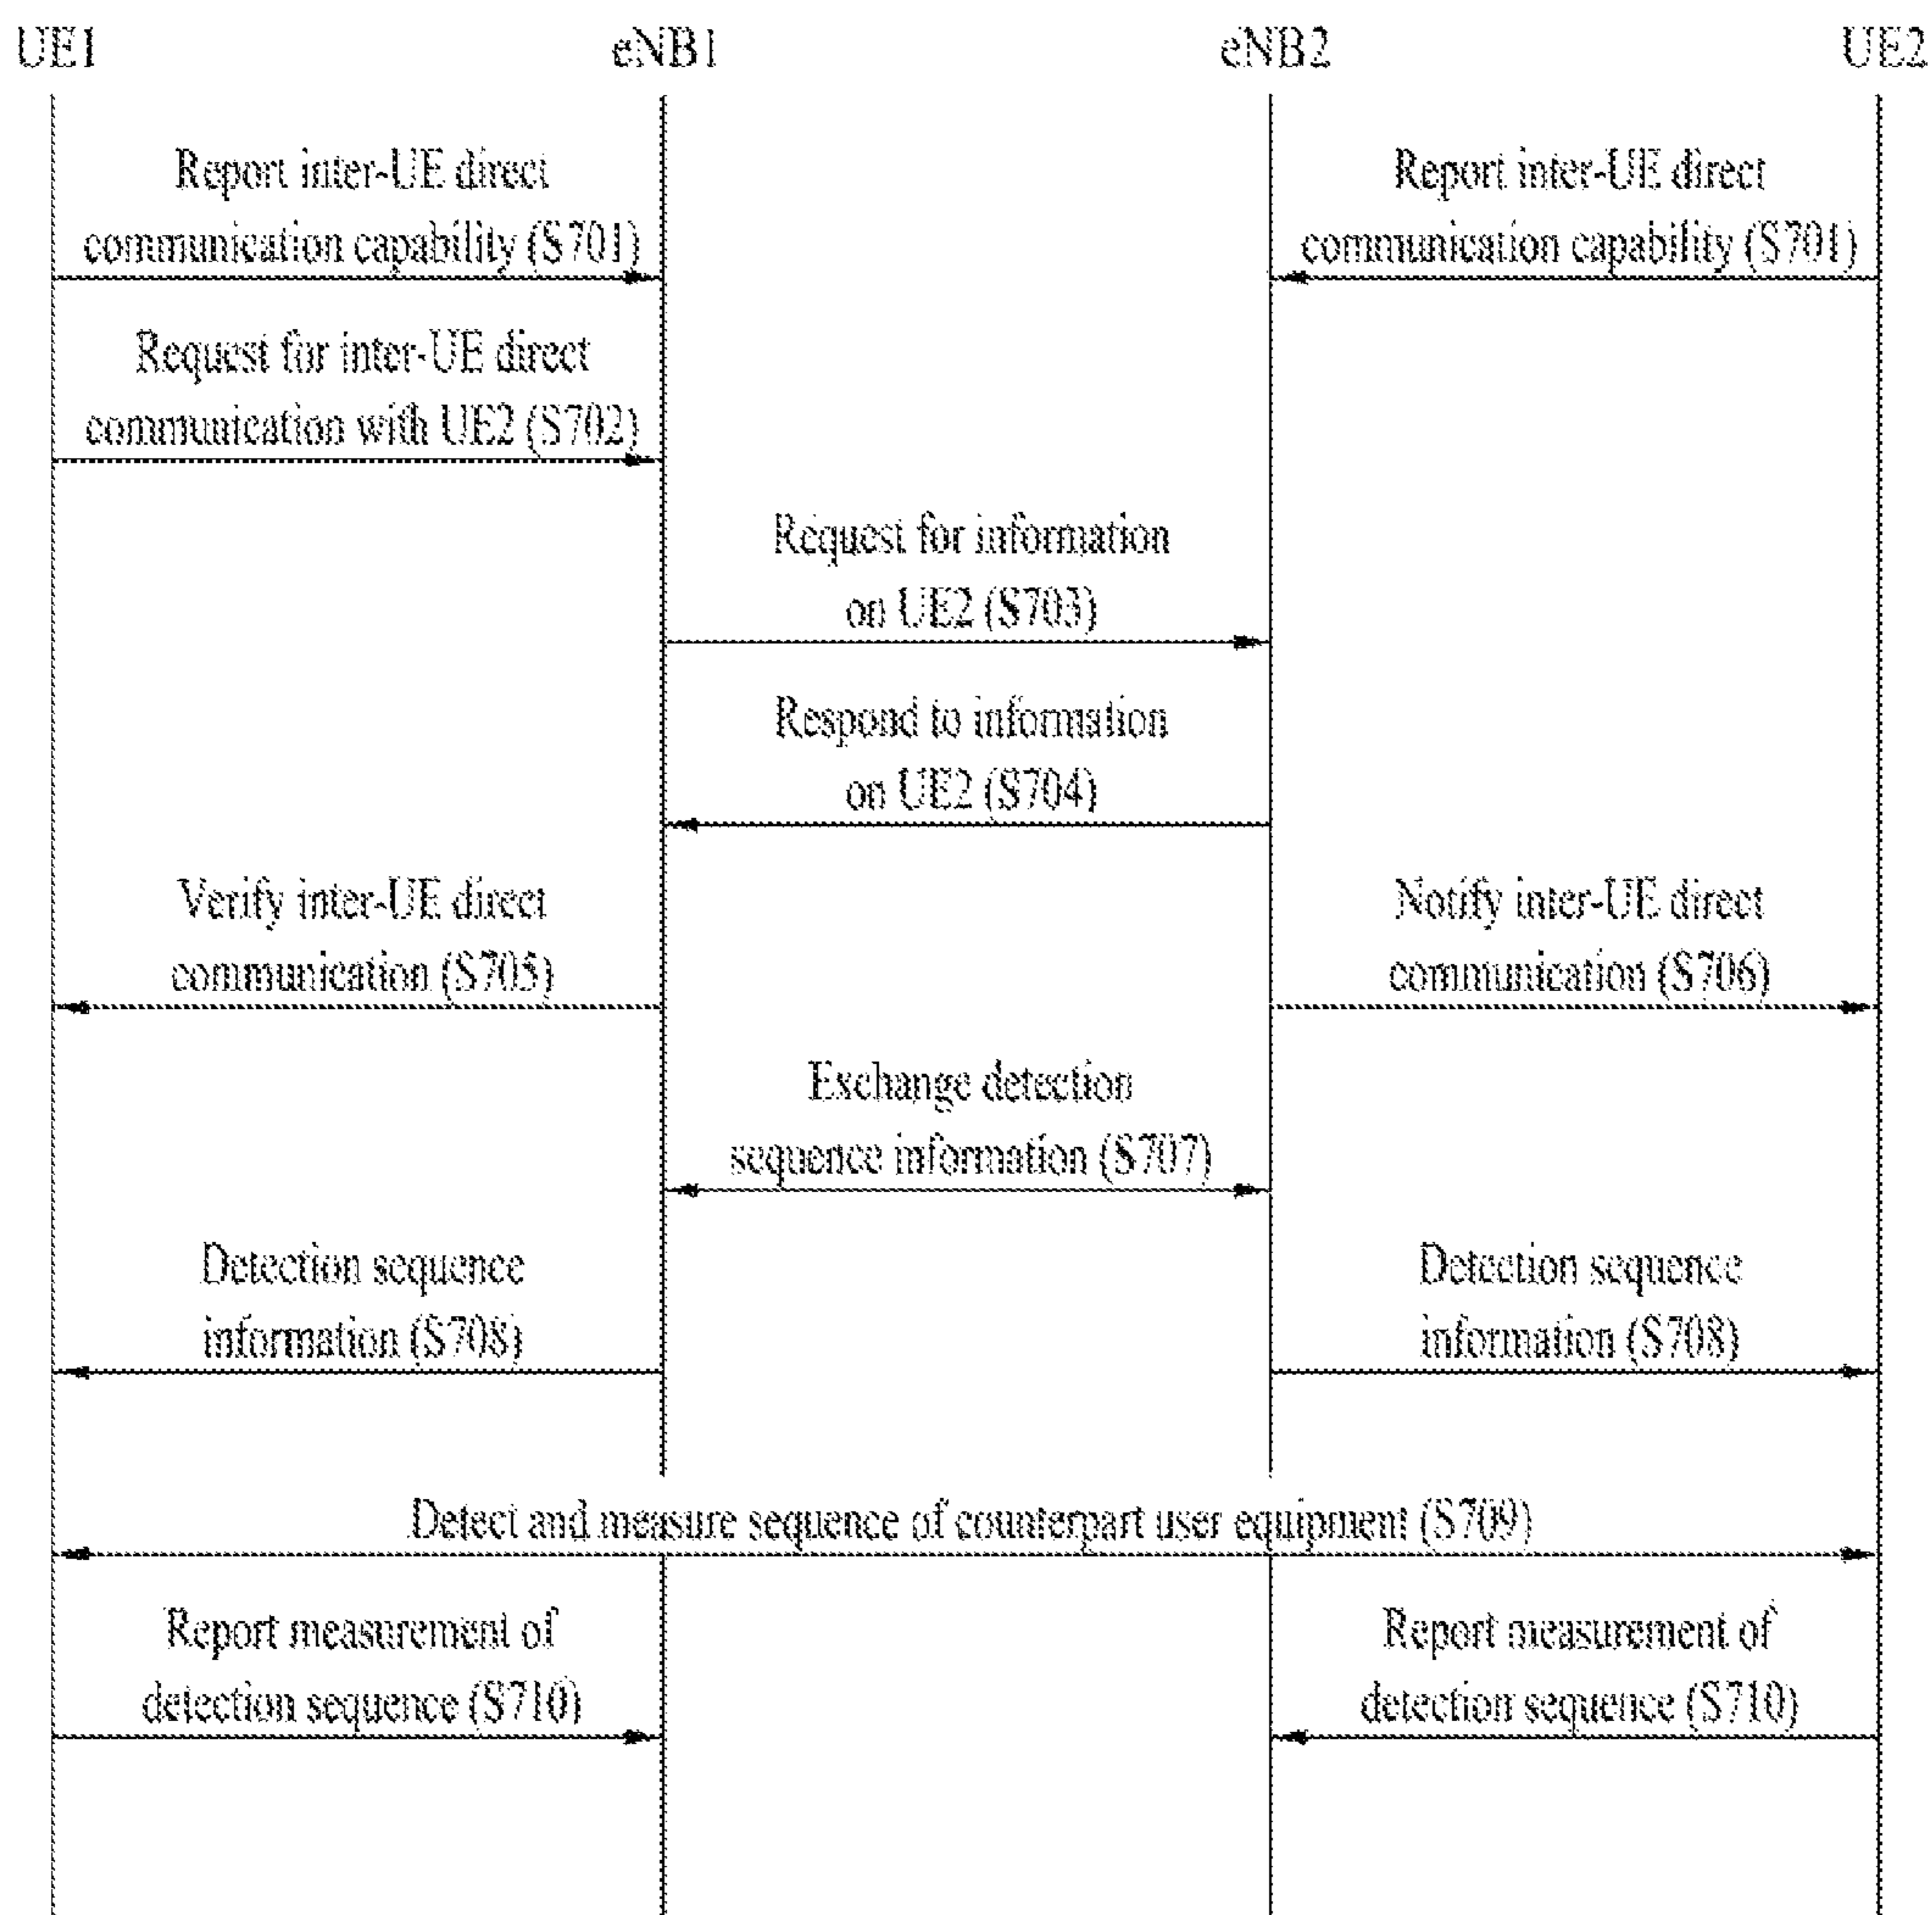 UE1
eNB1
eNB2
UE2
Report inter-UE direct
communication capability (S701)
Report inter-UE direct
communication capability (S701)
Request for inter-UE direct
communication with UE2 (S702)
Request for information
on UE2 (S703)
Respond to information
on UE2 (S704)
Verify inter-UE direct
communication (S705)
Notify inter-UE direct
communication (S706)
Exchange detection
sequence information (S707)
Detection sequence
information (S708)
Detection sequence
information (S708)
Detect and measure sequence of counterpart user equipment (S709)
Report measurement of
detection sequence (S710)
Report measurement of
detection sequence (S710)